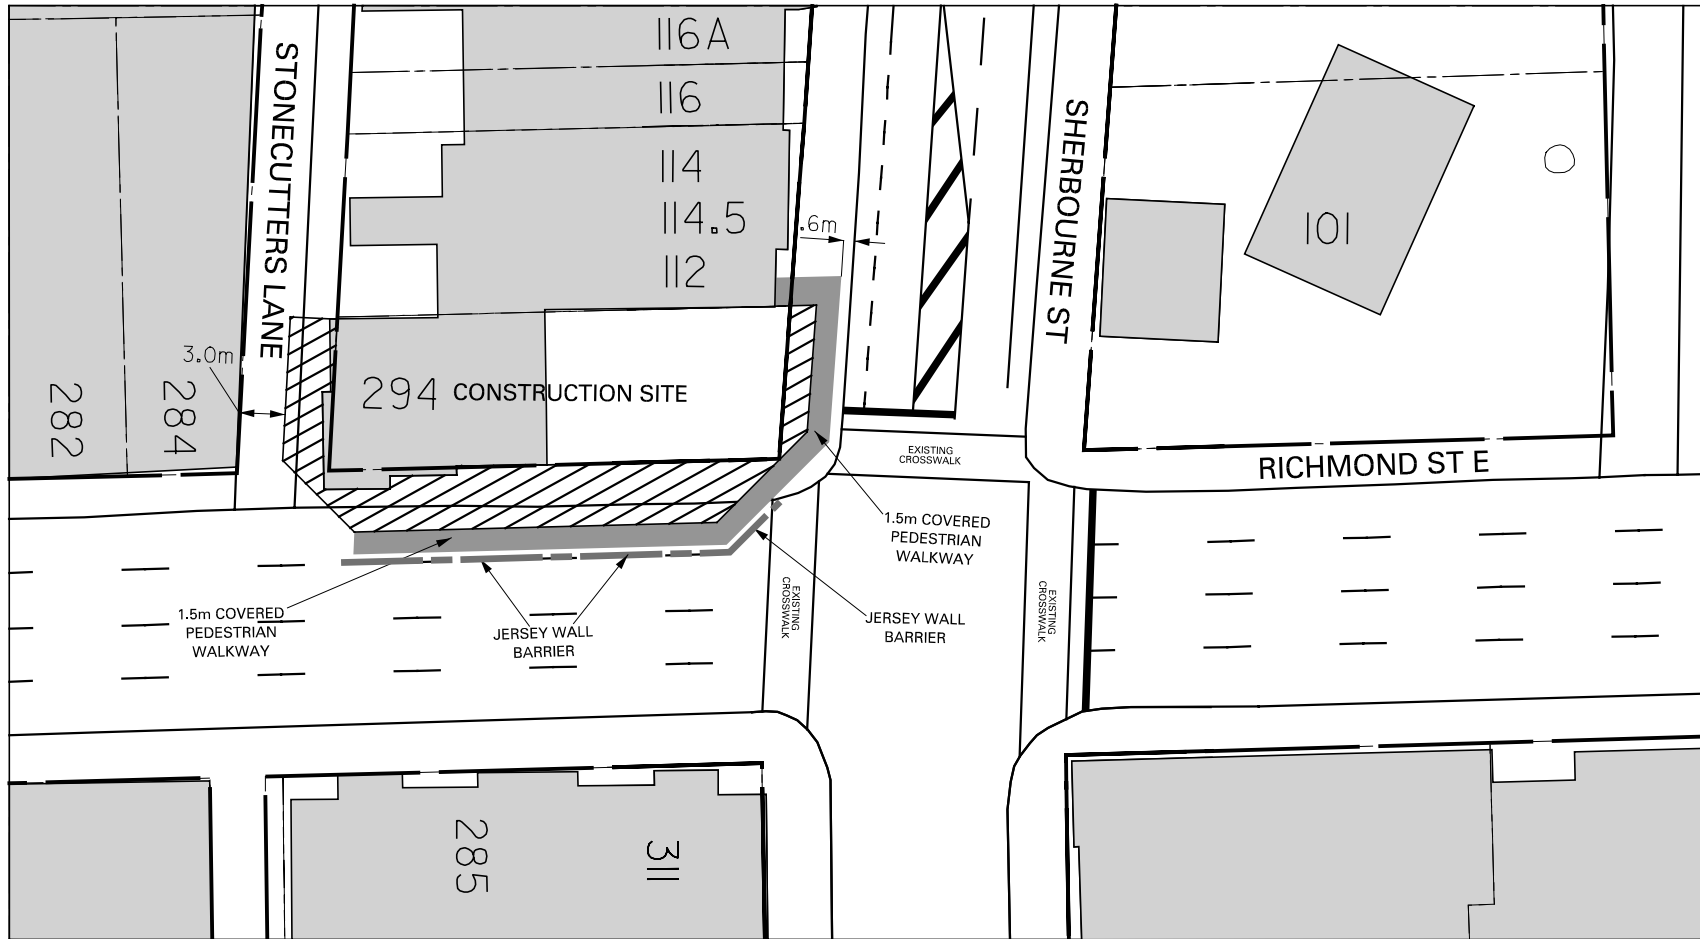 116A
116
114
114.5
112
.6m
STONECUTTERS LANE
SHERBOURNE ST
101
3.0m
282
284
294 CONSTRUCTION SITE
EXISTING
CROSSWALK
RICHMOND ST E
1.5m COVERED
PEDESTRIAN
WALKWAY
1.5m COVERED
PEDESTRIAN
WALKWAY
JERSEY WALL
BARRIER
JERSEY WALL
BARRIER
EXISTING
CROSSWALK
EXISTING
CROSSWALK
285
311